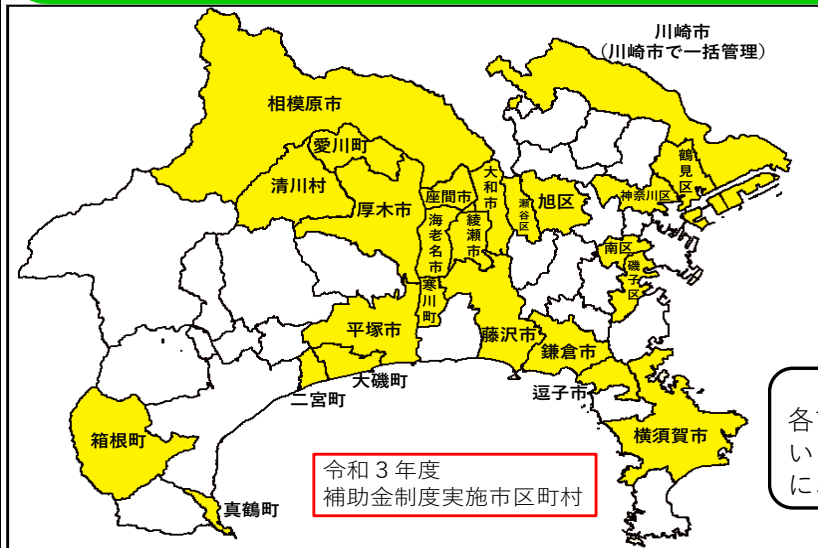 川崎市
(川崎市で一括管理)
相模原市
愛川町
清川村
厚木市
座間市
大和市
瀬谷区
旭区
神奈川区
鶴見区
海老名市
綾瀬市
南区
磯子区
寒川町
平塚市
藤沢市
鎌倉市
大磯町
二宮町
逗子市
箱根町
横須賀市
真鶴町
令和３年度
補助金制度実施市区町村
各
い
に